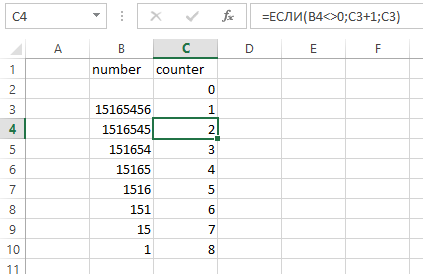 C4 =ЕСЛИ(B4<>0;C3+1;C3)
A B C D E F
1 number counter
2 0
3 15165456 1
4 1516545 2
5 151654 3
6 15165 4
7 1516 5
8 151 6
9 15 7
10 1 8
11